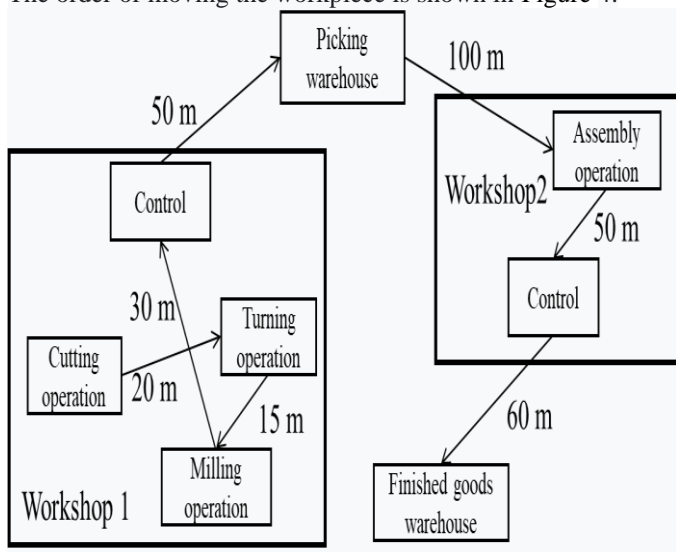 The order of moving the workpiece is shown in Figure 4.
Picking
warehouse
100 m
50 m
Assembly
operation
Workshop2
Control
50 m
Control
30 m
Turning
operation
Cutting
operation
20 m
15 m
60 m
Milling
operation
Workshop 1
Finished goods
warehouse